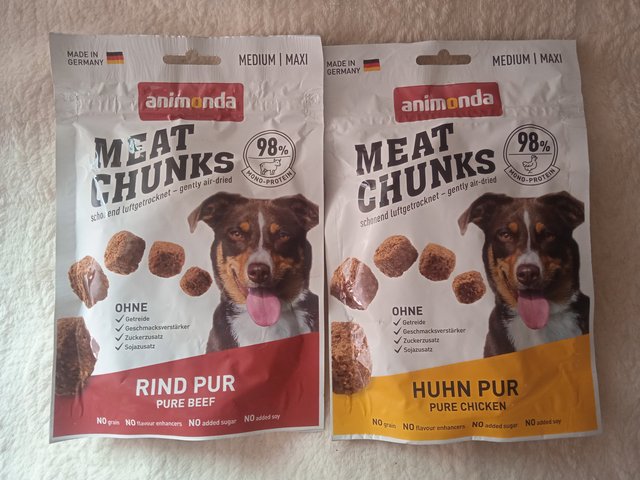 MADE IN
GERMANY
MEDIUM | MAXI
animonda
MEAT
CHUNKS
98%
MONO-PROTEIN
schonend luftgetrocknet – gently air-dried
OHNE
Getreide
Geschmacksverstärker
Zuckerzusatz
Sojazusatz
RIND PUR
PURE BEEF
NO grain NO flavour enhancers NO added sugar NO added soy
MADE IN
GERMANY
MEDIUM | MAXI
animonda
MEAT
CHUNKS
98%
MONO-PROTEIN
schonend luftgetrocknet – gently air-dried
OHNE
Getreide
Geschmacksverstärker
Zuckerzusatz
Sojazusatz
HUHN PUR
PURE CHICKEN
NO grain NO flavour enhancers NO added sugar NO added soy